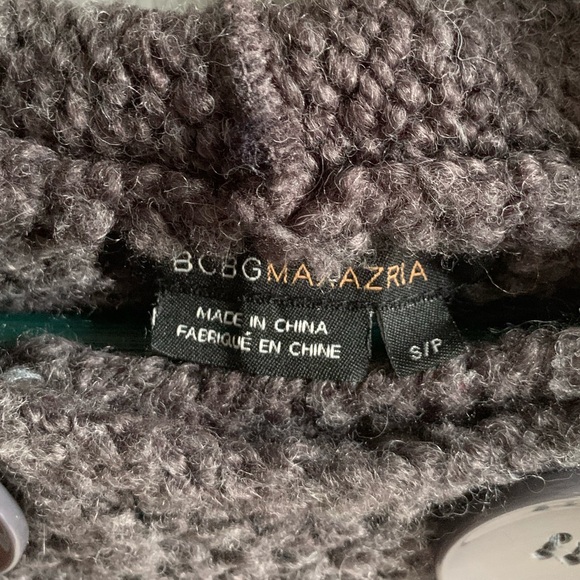 BCBGMAXAZRIA
MADE IN CHINA
FABRIQUÉ EN CHINE
S/P